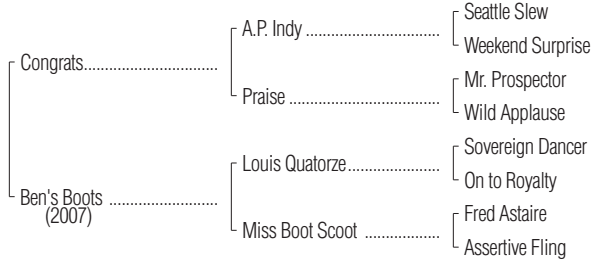 Seattle Slew
A.P. Indy ..............................
Weekend Surprise
Congrats..............................
Mr. Prospector
Praise ..................................
Wild Applause
Sovereign Dancer
Louis Quatorze.....................
On to Royalty
Ben's Boots ........................
(2007)
Fred Astaire
Miss Boot Scoot .................
Assertive Fling